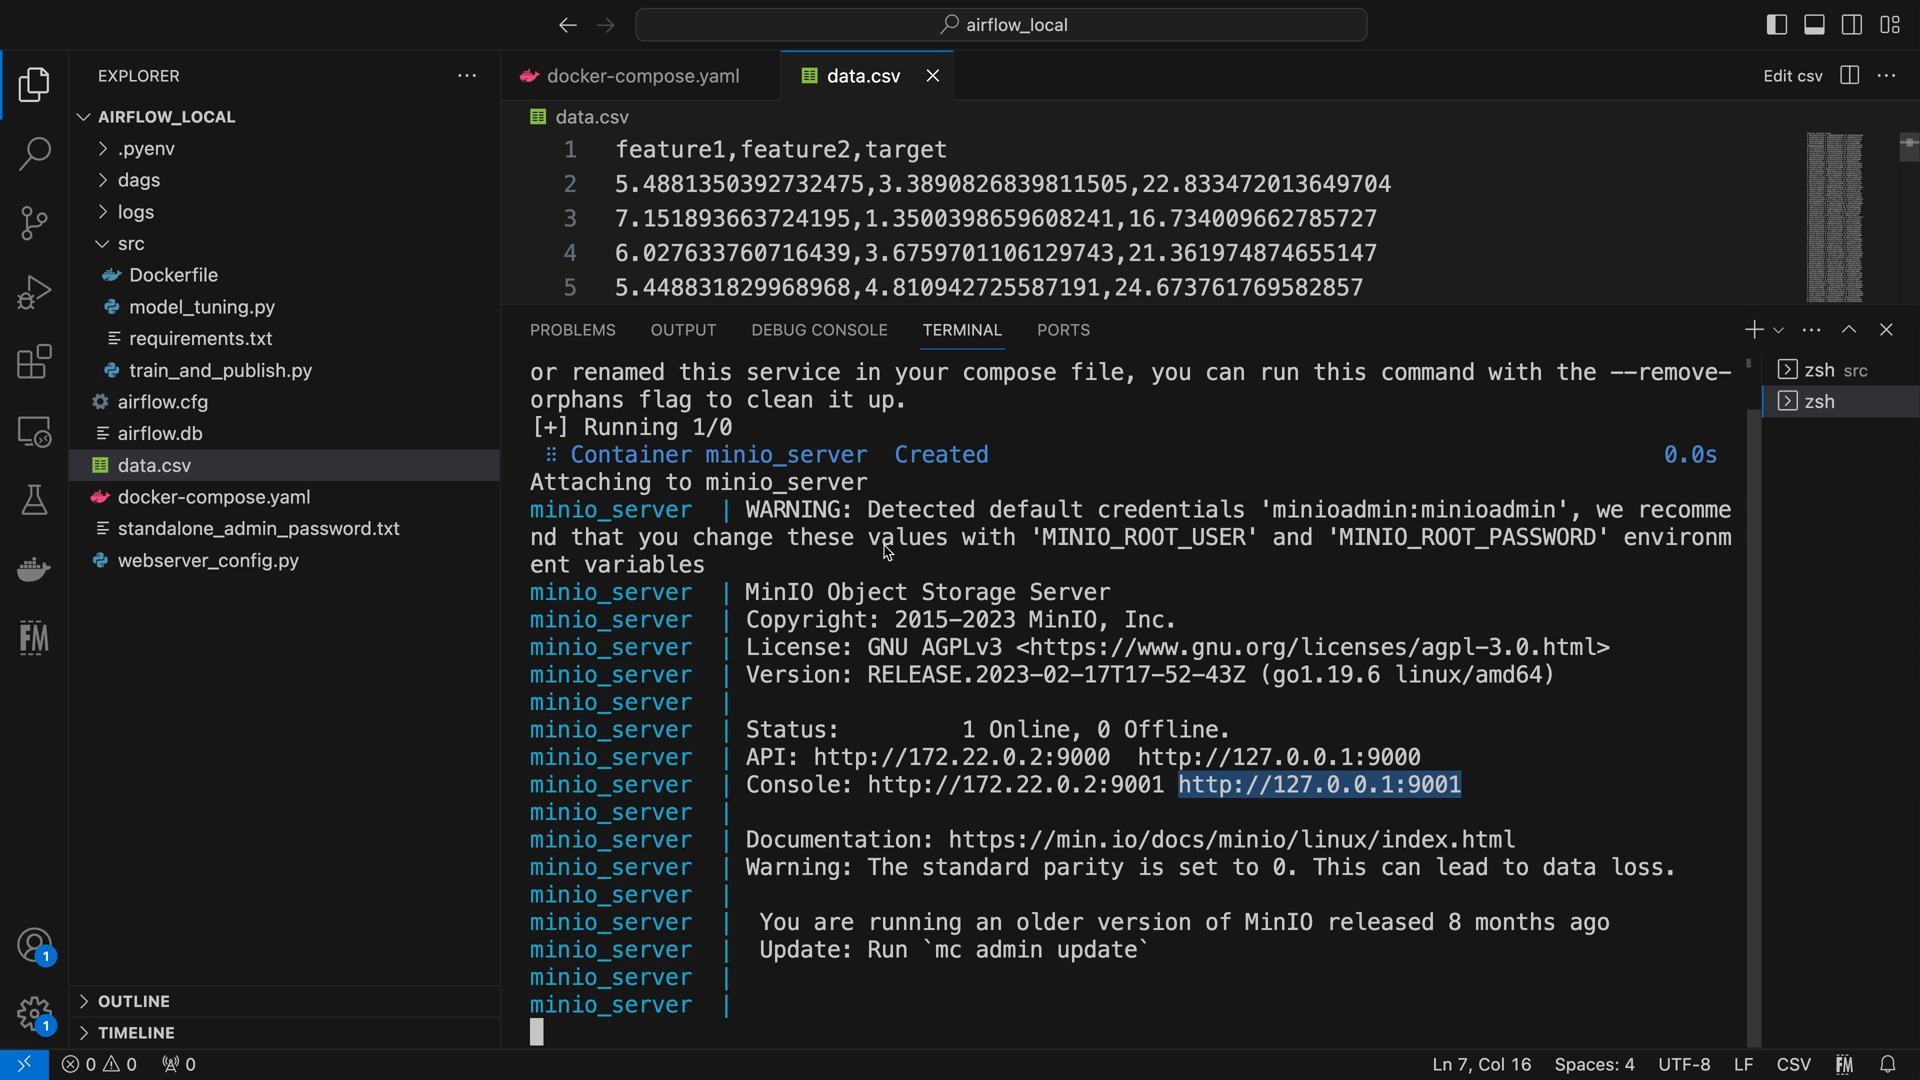 airflow_local
EXPLORER
AIRFLOW_LOCAL
.pyenv
dags
logs
src
Dockerfile
model_tuning.py
requirements.txt
train_and_publish.py
airflow.cfg
airflow.db
data.csv
docker-compose.yaml
standalone_admin_password.txt
webserver_config.py
OUTLINE
TIMELINE
docker-compose.yaml
data.csv
Edit csv
data.csv
1 feature1,feature2,target
2 5.4881350392732475,3.3890826839811505,22.833472013649704
3 7.151893663724195,1.3500398659608241,16.734009662785727
4 6.027633760716439,3.6759701106129743,21.361974874655147
5 5.448831829968968,4.810942725587191,24.673761769582857
PROBLEMS OUTPUT DEBUG CONSOLE TERMINAL PORTS
zsh src
zsh
or renamed this service in your compose file, you can run this command with the --remove-
orphans flag to clean it up.
[+] Running 1/0
Container minio_server Created 0.0s
Attaching to minio_server
minio_server | WARNING: Detected default credentials 'minioadmin:minioadmin', we recomme
nd that you change these values with 'MINIO_ROOT_USER' and 'MINIO_ROOT_PASSWORD' environm
ent variables
minio_server | MinIO Object Storage Server
minio_server | Copyright: 2015-2023 MinIO, Inc.
minio_server | License: GNU AGPLv3 <https://www.gnu.org/licenses/agpl-3.0.html>
minio_server | Version: RELEASE.2023-02-17T17-52-43Z (go1.19.6 linux/amd64)
minio_server |
minio_server | Status: 1 Online, 0 Offline.
minio_server | API: http://172.22.0.2:9000 http://127.0.0.1:9000
minio_server | Console: http://172.22.0.2:9001 http://127.0.0.1:9001
minio_server |
minio_server | Documentation: https://min.io/docs/minio/linux/index.html
minio_server | Warning: The standard parity is set to 0. This can lead to data loss.
minio_server |
minio_server | You are running an older version of MinIO released 8 months ago
minio_server | Update: Run `mc admin update`
minio_server |
minio_server |
FM
1
1
0 0 0
Ln 7, Col 16 Spaces: 4 UTF-8 LF CSV FM